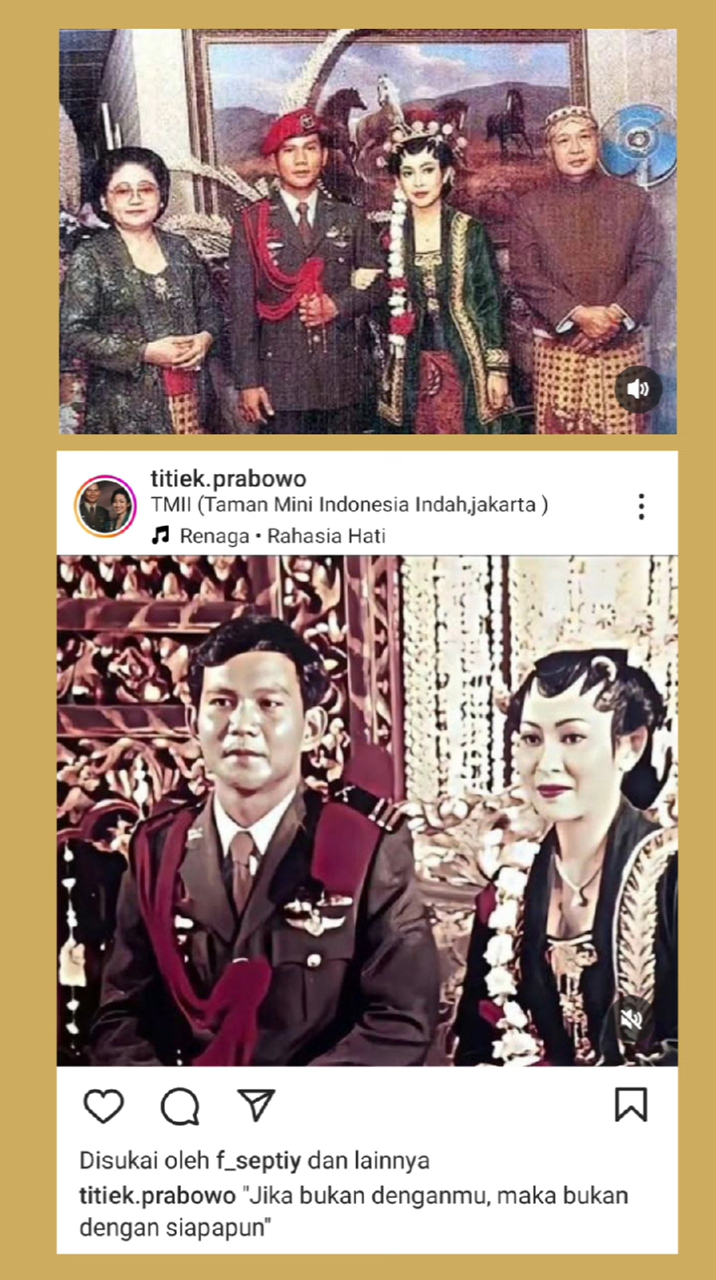 titiek.prabowo
TMII (Taman Mini Indonesia Indah,jakarta )
Renaga • Rahasia Hati
Disukai oleh f_septiy dan lainnya
titiek.prabowo "Jika bukan denganmu, maka bukan
dengan siapapun"